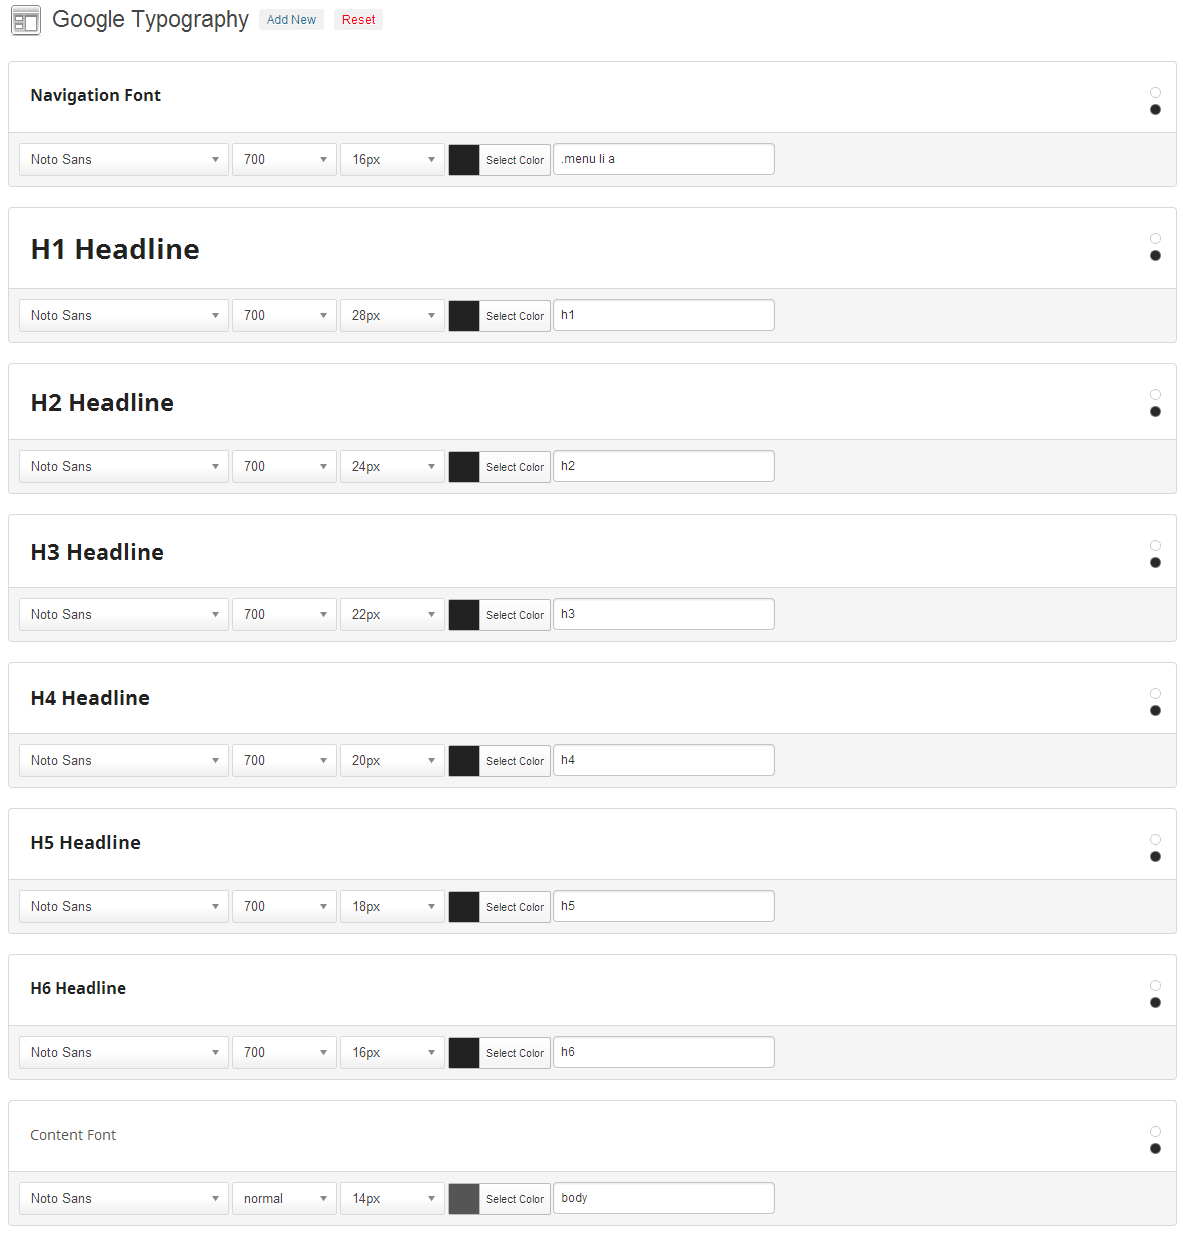 Google Typography Add New Reset
Navigation Font
Noto Sans 700 16px Select Color .menu li a
H1 Headline
Noto Sans 700 28px Select Color h1
H2 Headline
Noto Sans 700 24px Select Color h2
H3 Headline
Noto Sans 700 22px Select Color h3
H4 Headline
Noto Sans 700 20px Select Color h4
H5 Headline
Noto Sans 700 18px Select Color h5
H6 Headline
Noto Sans 700 16px Select Color h6
Content Font
Noto Sans normal 14px Select Color body